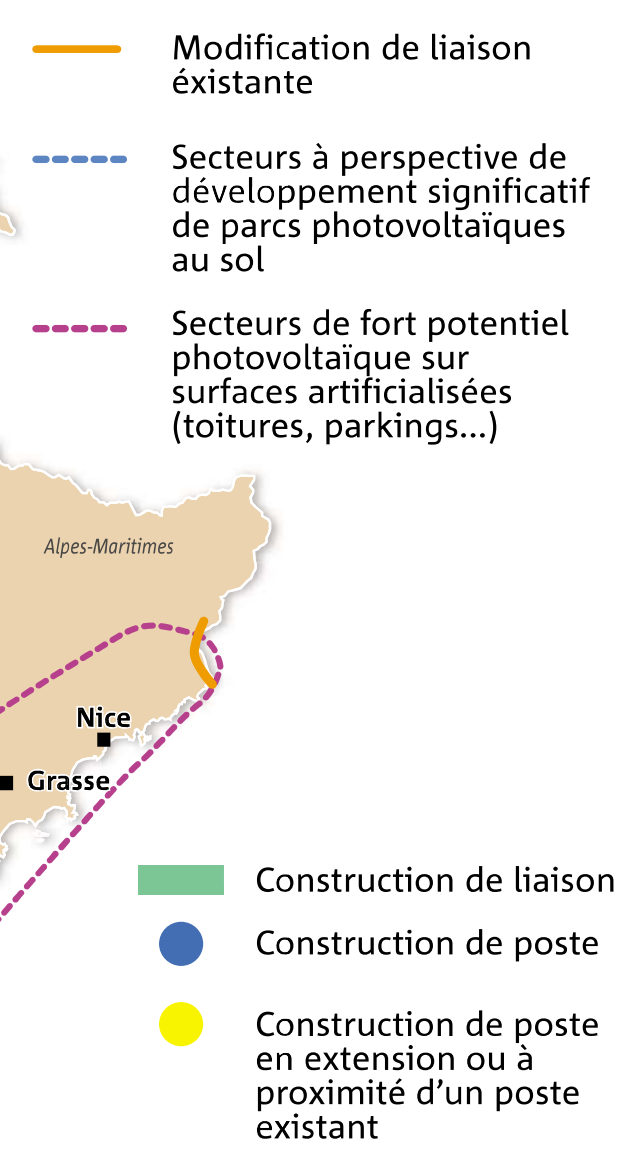 Modification de liaison
éxistante
Secteurs à perspective de
développement significatif
de parcs photovoltaïques
au sol
Secteurs de fort potentiel
photovoltaïque sur
surfaces artificialisées
(toitures, parkings...)
Alpes-Maritimes
Nice
Grasse
Construction de liaison
Construction de poste
Construction de poste
en extension ou à
proximité d'un poste
existant